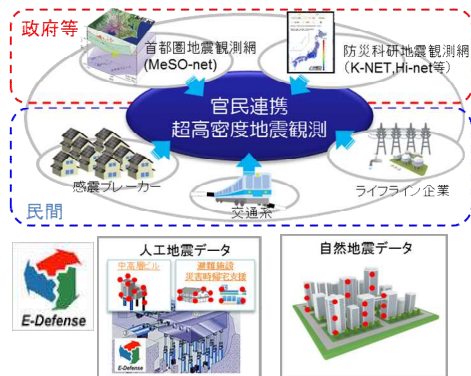 政府等
首都圏地震観測網
(MeSO-net)
防災科研地震観測網
(K-NET,Hi-net等)
官民連携
超高密度地震観測
感震ブレーカー
交通系
ライフライン企業
民間
E-Defense
人工地震データ
中高層ビル
避難施設
災害時帰宅支援
E-Defense
自然地震データ